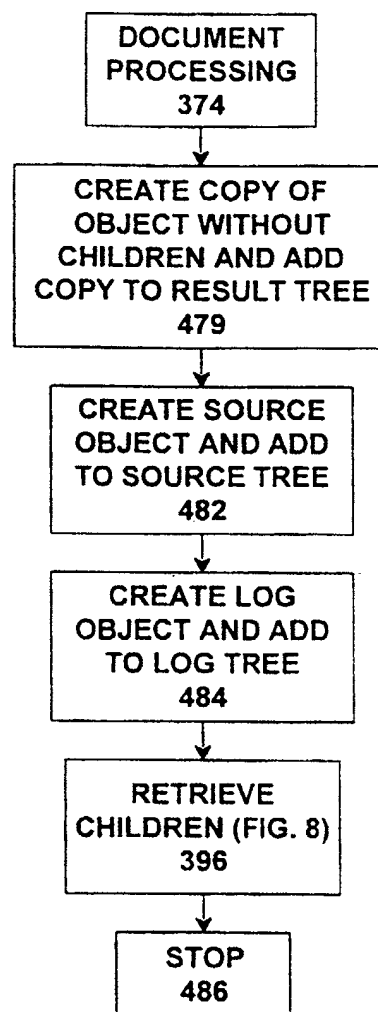 DOCUMENT
PROCESSING
374
CREATE COPY OF
OBJECT WITHOUT
CHILDREN AND ADD
COPY TO RESULT TREE
479
CREATE SOURCE
OBJECT AND ADD
TO SOURCE TREE
482
CREATE LOG
OBJECT AND ADD
TO LOG TREE
484
RETRIEVE
CHILDREN (FIG. 8)
396
STOP
486